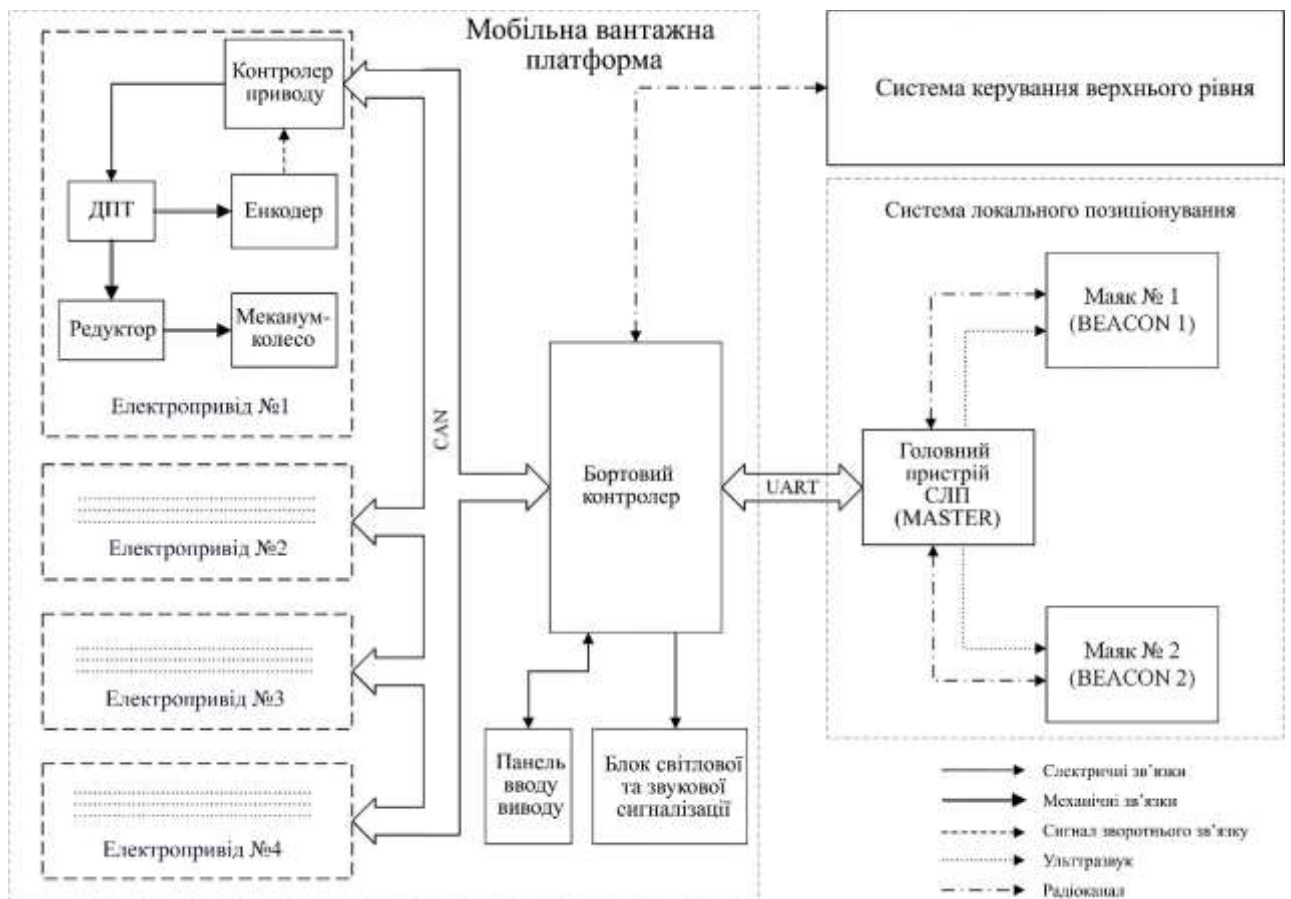 Мобільна вантажна
платформа
Контролер
приводу
ДПТ
Енкодер
Редуктор
Меканум-
колесо
Електропривід №1
Електропривід №2
Електропривід №3
Електропривід №4
CAN
Бортовий
контролер
Панель
вводу
виводу
Блок світлової
та звукової
сигналізації
UART
Система керування верхнього рівня
Система локального позиціонування
Маяк № 1
(BEACON 1)
Головний
пристрій
СЛП
(MASTER)
Маяк № 2
(BEACON 2)
Єлектричні зв’язки
Механічні зв’язки
Сигнал зворотнього зв’язку
Ульттразвук
Радіоканал